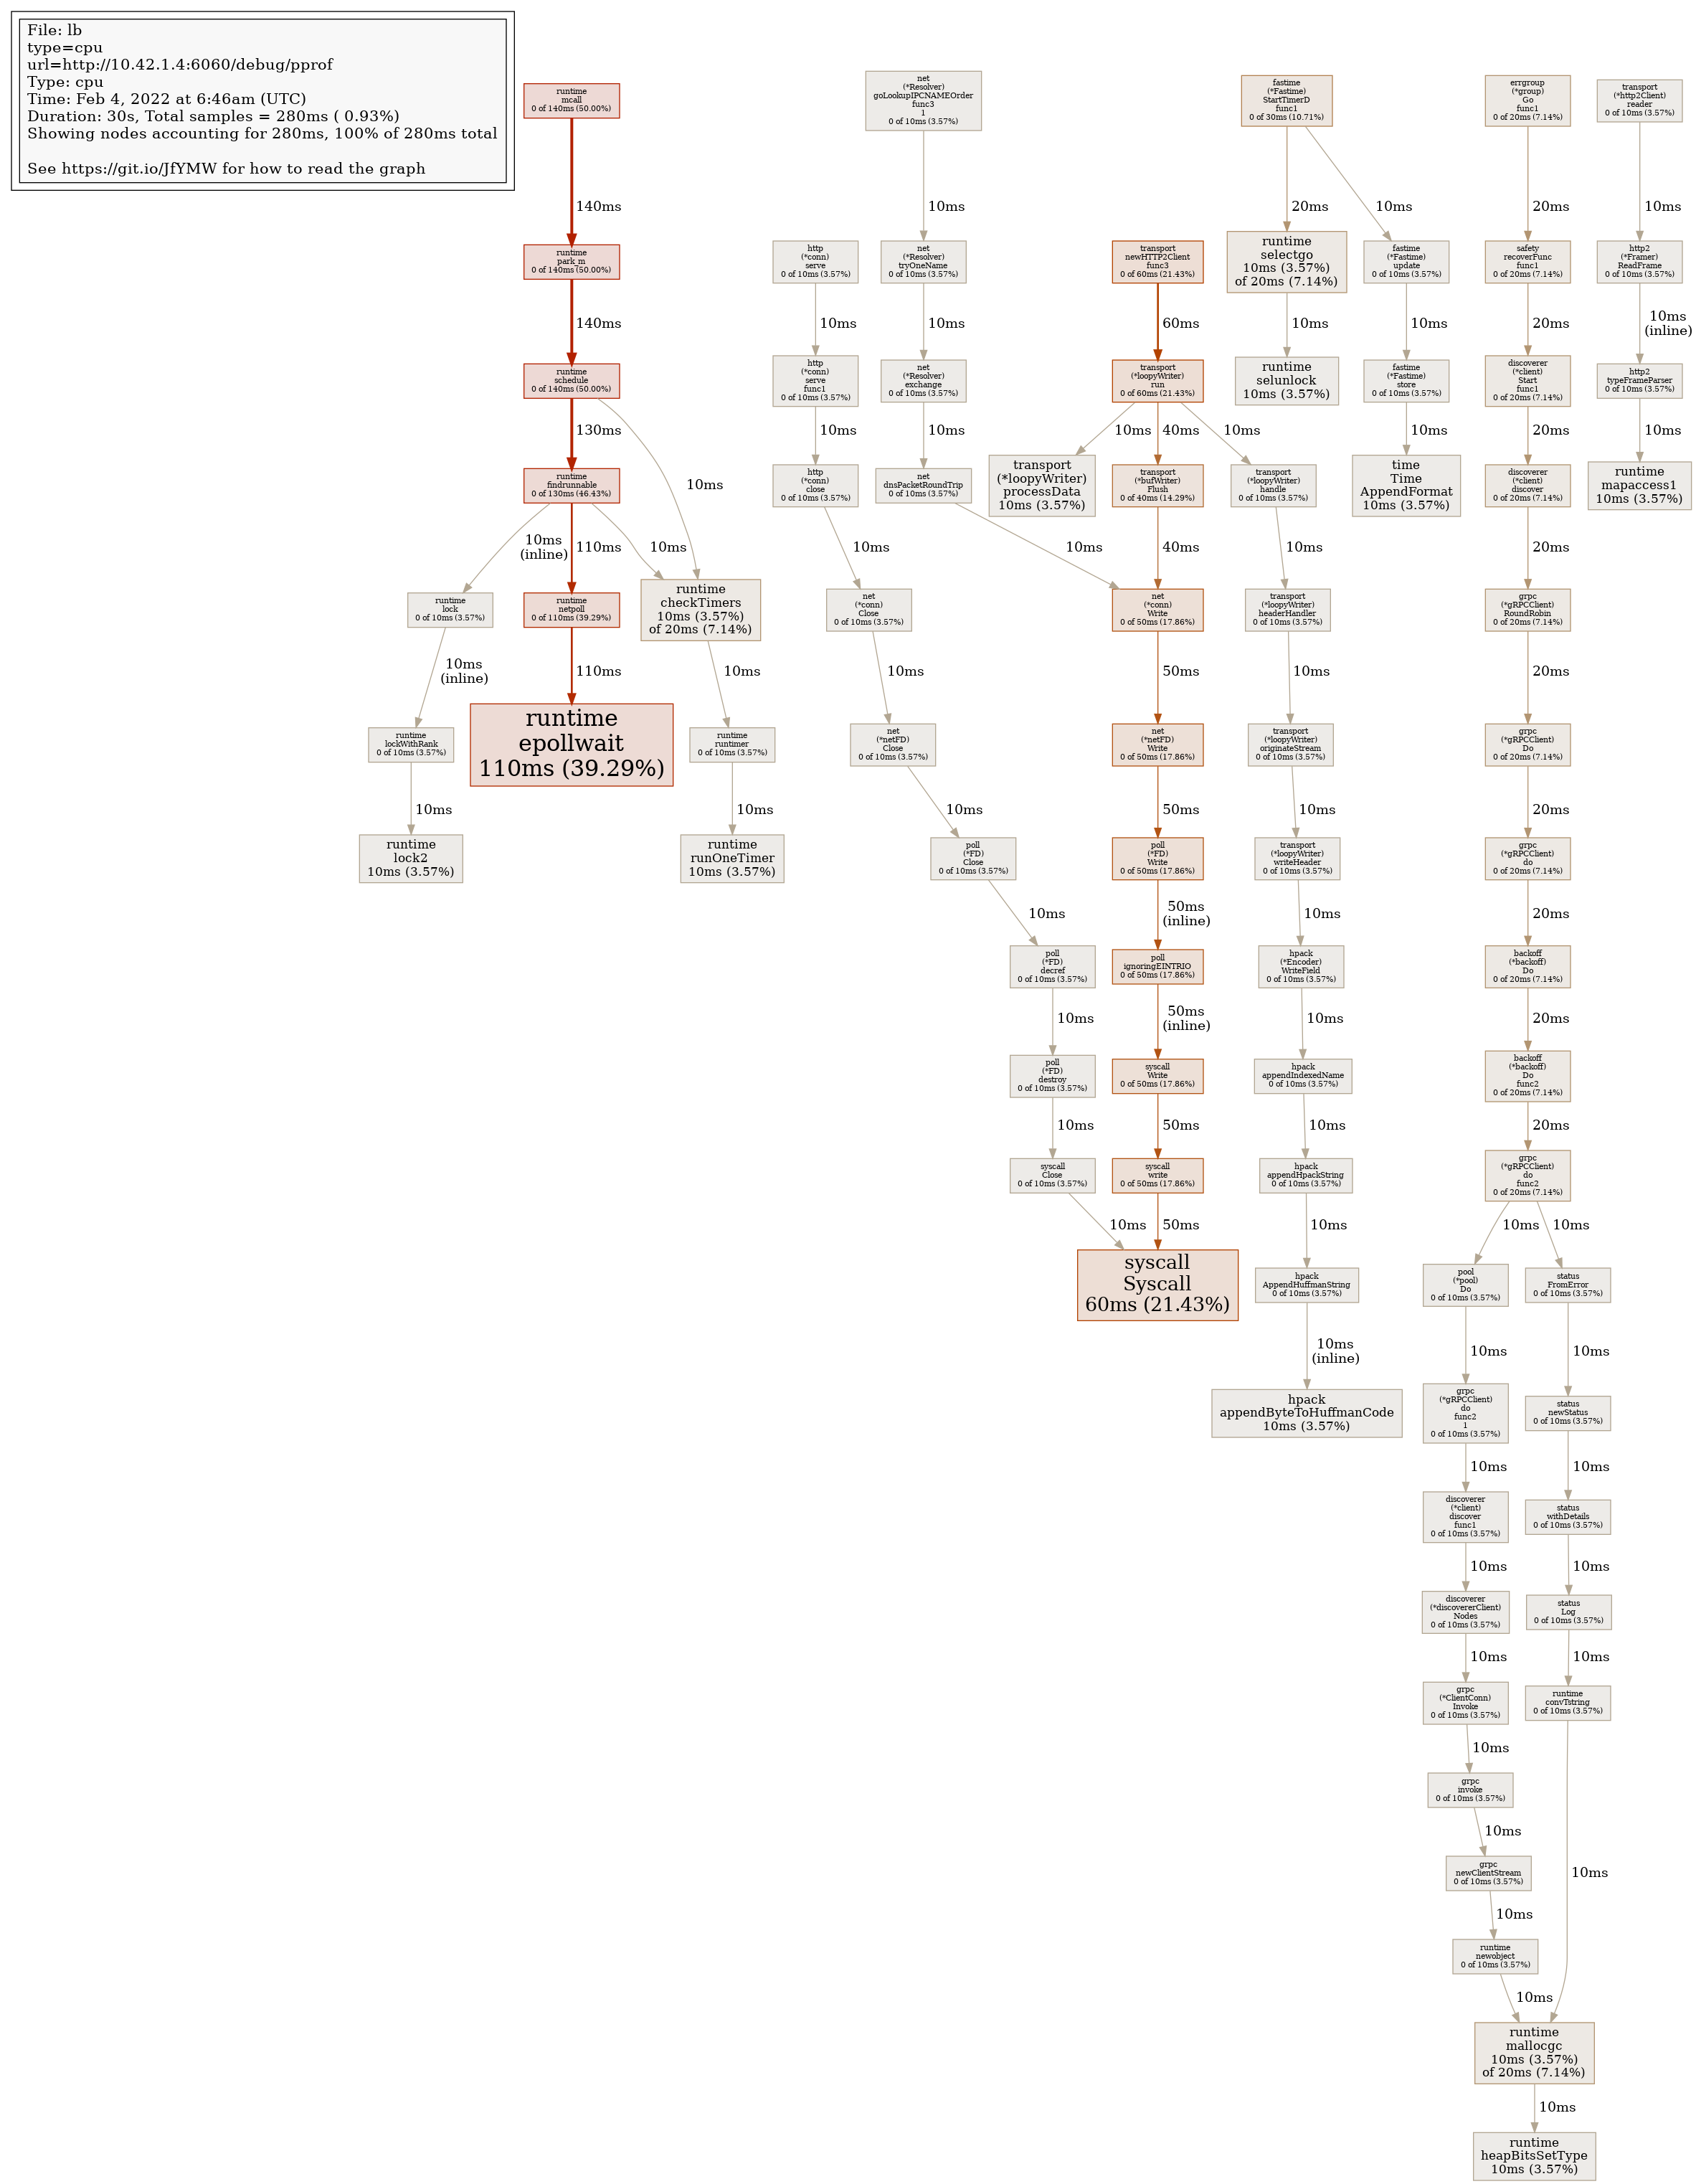 File: lb
type=cpu
url=http://10.42.1.4:6060/debug/pprof
Type: cpu
Time: Feb 4, 2022 at 6:46am (UTC)
Duration: 30s, Total samples = 280ms ( 0.93%)
Showing nodes accounting for 280ms, 100% of 280ms total
See https://git.io/JfYMW for how to read the graph
runtime
mcall
0 of 140ms (50.00%)
140ms
runtime
park_m
0 of 140ms (50.00%)
140ms
runtime
schedule
0 of 140ms (50.00%)
130ms
10ms
runtime
findrunnable
0 of 130ms (46.43%)
10ms
(inline)
110ms
10ms
runtime
lock
0 of 10ms (3.57%)
runtime
netpoll
0 of 110ms (39.29%)
runtime
checkTimers
10ms (3.57%)
of 20ms (7.14%)
10ms
(inline)
110ms
10ms
runtime
lockWithRank
0 of 10ms (3.57%)
runtime
epollwait
110ms (39.29%)
runtime
runtimer
0 of 10ms (3.57%)
10ms
10ms
runtime
lock2
10ms (3.57%)
runtime
runOneTimer
10ms (3.57%)
http
(*conn)
serve
0 of 10ms (3.57%)
10ms
http
(*conn)
serve
func1
0 of 10ms (3.57%)
10ms
http
(*conn)
close
0 of 10ms (3.57%)
10ms
net
(*conn)
Close
0 of 10ms (3.57%)
10ms
net
(*netFD)
Close
0 of 10ms (3.57%)
10ms
poll
(*FD)
Close
0 of 10ms (3.57%)
10ms
poll
(*FD)
decref
0 of 10ms (3.57%)
10ms
poll
(*FD)
destroy
0 of 10ms (3.57%)
10ms
syscall
Close
0 of 10ms (3.57%)
10ms
net
(*Resolver)
goLookupIPCNAMEOrder
func3
1
0 of 10ms (3.57%)
10ms
net
(*Resolver)
tryOneName
0 of 10ms (3.57%)
10ms
net
(*Resolver)
exchange
0 of 10ms (3.57%)
10ms
net
dnsPacketRoundTrip
0 of 10ms (3.57%)
10ms
transport
newHTTP2Client
func3
0 of 60ms (21.43%)
60ms
transport
(*loopyWriter)
run
0 of 60ms (21.43%)
10ms
40ms
10ms
transport
(*loopyWriter)
processData
10ms (3.57%)
transport
(*bufWriter)
Flush
0 of 40ms (14.29%)
40ms
net
(*conn)
Write
0 of 50ms (17.86%)
50ms
net
(*netFD)
Write
0 of 50ms (17.86%)
50ms
poll
(*FD)
Write
0 of 50ms (17.86%)
50ms
(inline)
poll
ignoringEINTRIO
0 of 50ms (17.86%)
50ms
(inline)
syscall
Write
0 of 50ms (17.86%)
50ms
syscall
write
0 of 50ms (17.86%)
50ms
syscall
Syscall
60ms (21.43%)
transport
(*loopyWriter)
handle
0 of 10ms (3.57%)
10ms
transport
(*loopyWriter)
headerHandler
0 of 10ms (3.57%)
10ms
transport
(*loopyWriter)
originateStream
0 of 10ms (3.57%)
10ms
transport
(*loopyWriter)
writeHeader
0 of 10ms (3.57%)
10ms
hpack
(*Encoder)
WriteField
0 of 10ms (3.57%)
10ms
hpack
appendIndexedName
0 of 10ms (3.57%)
10ms
hpack
appendHpackString
0 of 10ms (3.57%)
10ms
hpack
AppendHuffmanString
0 of 10ms (3.57%)
10ms
(inline)
hpack
appendByteToHuffmanCode
10ms (3.57%)
fastime
(*Fastime)
StartTimerD
func1
0 of 30ms (10.71%)
20ms
10ms
runtime
selectgo
10ms (3.57%)
of 20ms (7.14%)
10ms
runtime
selunlock
10ms (3.57%)
fastime
(*Fastime)
update
0 of 10ms (3.57%)
10ms
fastime
(*Fastime)
store
0 of 10ms (3.57%)
10ms
time
Time
AppendFormat
10ms (3.57%)
errgroup
(*group)
Go
func1
0 of 20ms (7.14%)
20ms
safety
recoverFunc
func1
0 of 20ms (7.14%)
20ms
discoverer
(*client)
Start
func1
0 of 20ms (7.14%)
20ms
discoverer
(*client)
discover
0 of 20ms (7.14%)
20ms
grpc
(*gRPCClient)
RoundRobin
0 of 20ms (7.14%)
20ms
grpc
(*gRPCClient)
Do
0 of 20ms (7.14%)
20ms
grpc
(*gRPCClient)
do
0 of 20ms (7.14%)
20ms
backoff
(*backoff)
Do
0 of 20ms (7.14%)
20ms
backoff
(*backoff)
Do
func2
0 of 20ms (7.14%)
20ms
grpc
(*gRPCClient)
do
func2
0 of 20ms (7.14%)
10ms
10ms
pool
(*pool)
Do
0 of 10ms (3.57%)
10ms
grpc
(*gRPCClient)
do
func2
1
0 of 10ms (3.57%)
10ms
discoverer
(*client)
discover
func1
0 of 10ms (3.57%)
10ms
discoverer
(*discovererClient)
Nodes
0 of 10ms (3.57%)
10ms
grpc
(*ClientConn)
Invoke
0 of 10ms (3.57%)
10ms
grpc
invoke
0 of 10ms (3.57%)
10ms
grpc
newClientStream
0 of 10ms (3.57%)
10ms
runtime
newobject
0 of 10ms (3.57%)
10ms
status
FromError
0 of 10ms (3.57%)
10ms
status
newStatus
0 of 10ms (3.57%)
10ms
status
withDetails
0 of 10ms (3.57%)
10ms
status
Log
0 of 10ms (3.57%)
10ms
runtime
convTstring
0 of 10ms (3.57%)
10ms
runtime
mallocgc
10ms (3.57%)
of 20ms (7.14%)
10ms
runtime
heapBitsSetType
10ms (3.57%)
transport
(*http2Client)
reader
0 of 10ms (3.57%)
10ms
http2
(*Framer)
ReadFrame
0 of 10ms (3.57%)
10ms
(inline)
http2
typeFrameParser
0 of 10ms (3.57%)
10ms
runtime
mapaccess1
10ms (3.57%)